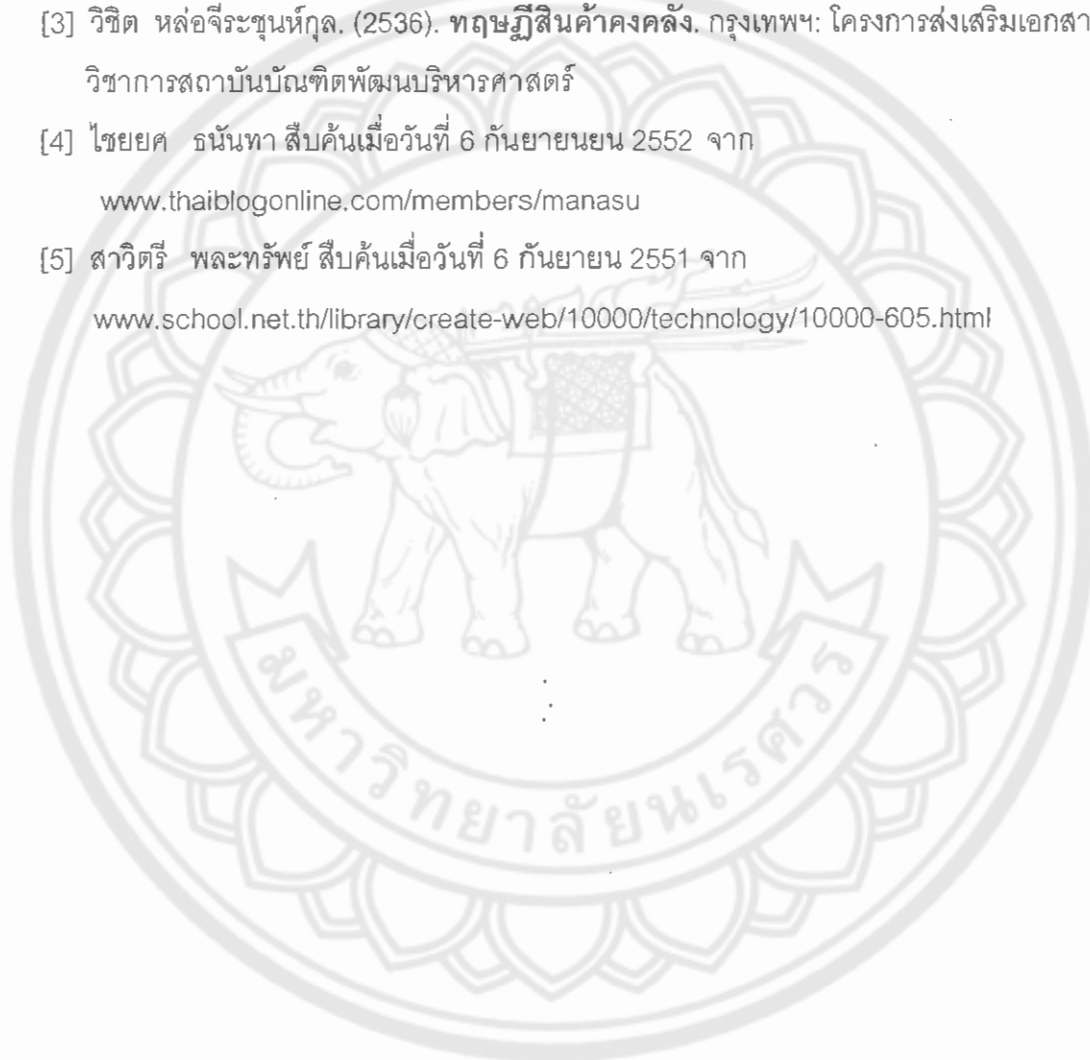 [3] วิชิต หล่อจีระชุนห์กุล. (2536). ทฤษฎีสินค้าคงคลัง. กรุงเทพฯ: โครงการส่งเสริมเอกสา
วิชาการสถาบันบัณฑิตพัฒนบริหารศาสตร์
[4] ไชยยศ ธนันทา สืบค้นเมื่อวันที่ 6 กันยายนยน 2552 จาก
www.thaiblogonline.com/members/manasu
[5] สาวิตรี พละทรัพย์ สืบค้นเมื่อวันที่ 6 กันยายน 2551 จาก
www.school.net.th/library/create-web/10000/technology/10000-605.html
มหาวิทยาลัยนเรศวร